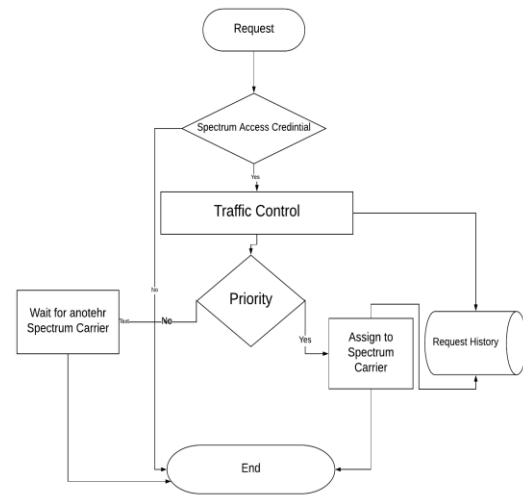 Request
Spectrum Access Credintial
Yes
Traffic Control
Priority
No
Wait for anotehr
Spectrum Carrier
Text
No
Yes
Assign to
Spectrum
Carrier
Request History
End